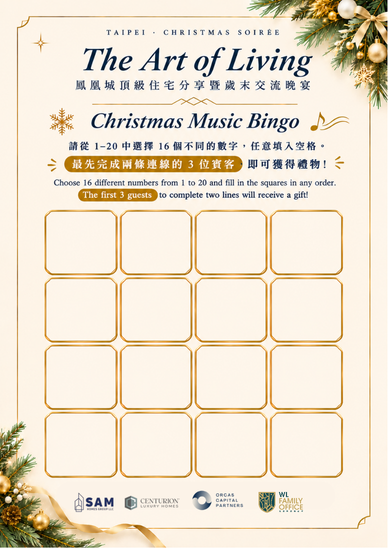 TAIPEI · CHRISTMAS SOIRÉE
The Art of Living
鳳凰城頂級住宅分享暨歲末交流晚宴
Christmas Music Bingo
請從 1–20 中選擇 16 個不同的數字，任意填入空格。
最先完成兩條連線的 3 位賓客 即可獲得禮物！
Choose 16 different numbers from 1 to 20 and fill in the squares in any order.
The first 3 guests to complete two lines will receive a gift!
SAM
CENTURION
LUXURY HOMES
ORCAS
CAPITAL
PARTNERS
WL
FAMILY
OFFICE